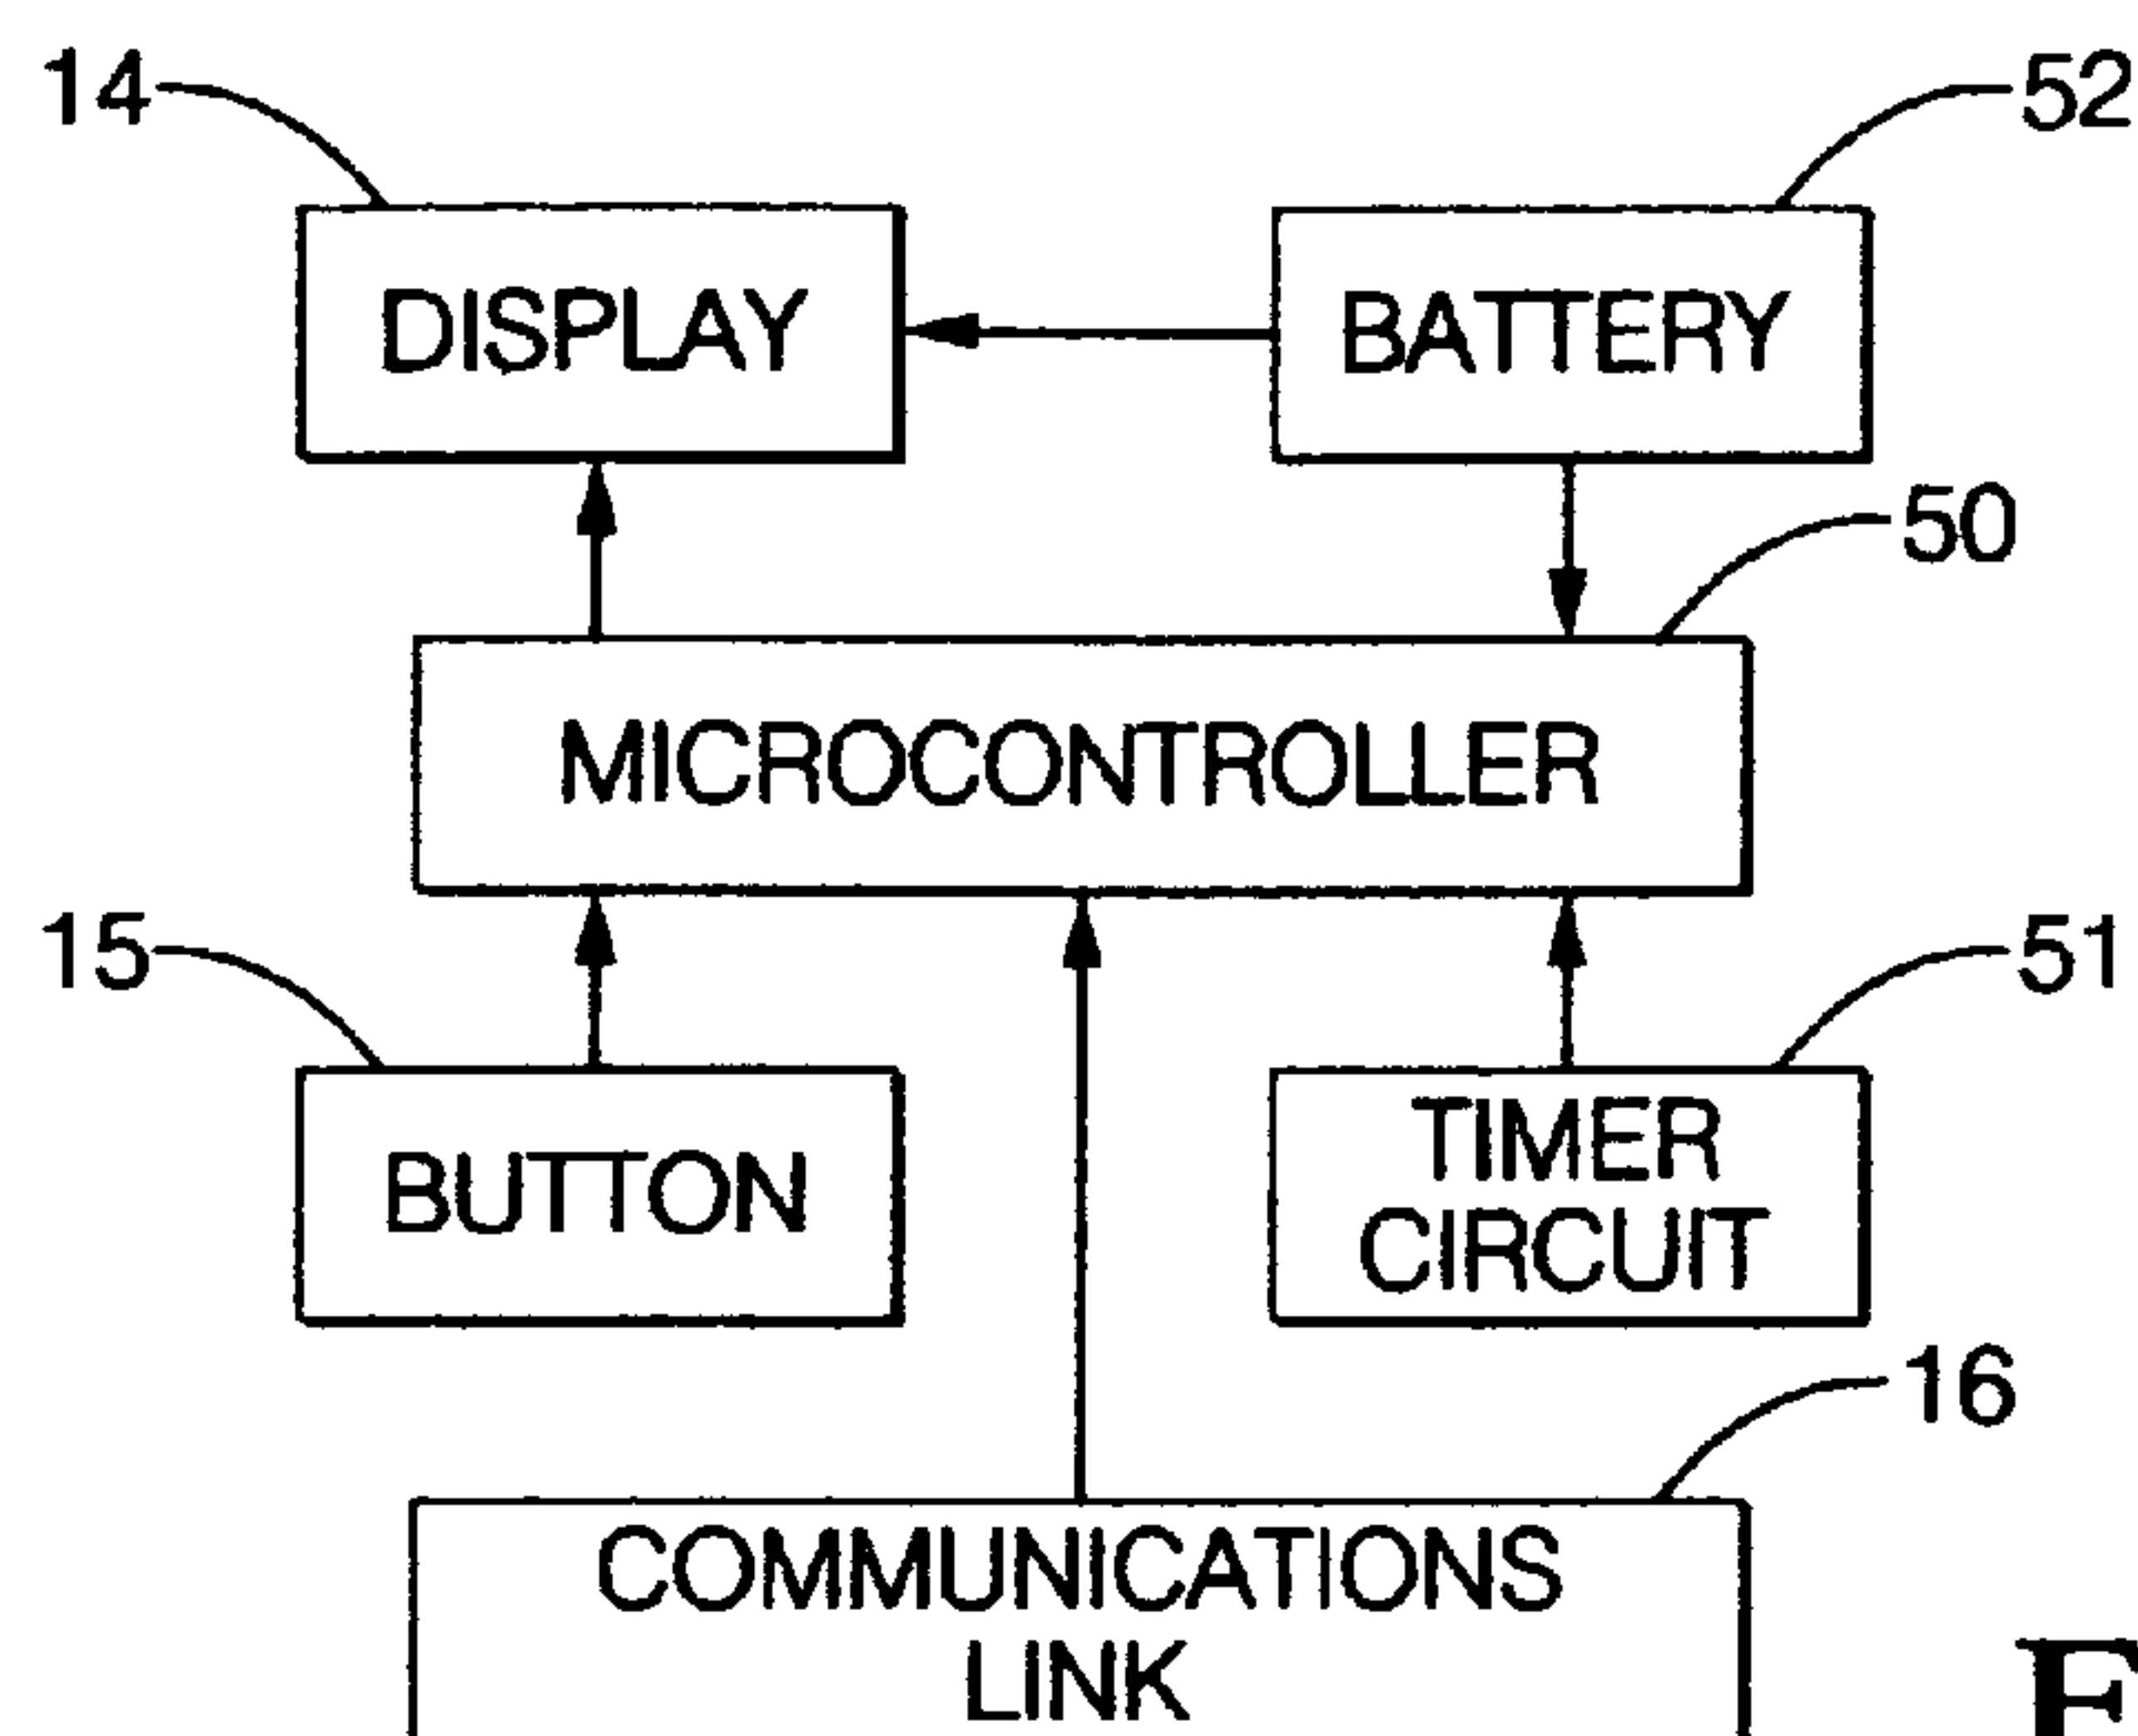 14
52
DISPLAY
BATTERY
50
MICROCONTROLLER
15
51
BUTTON
TIMER
CIRCUIT
16
COMMUNICATIONS
LINK
F